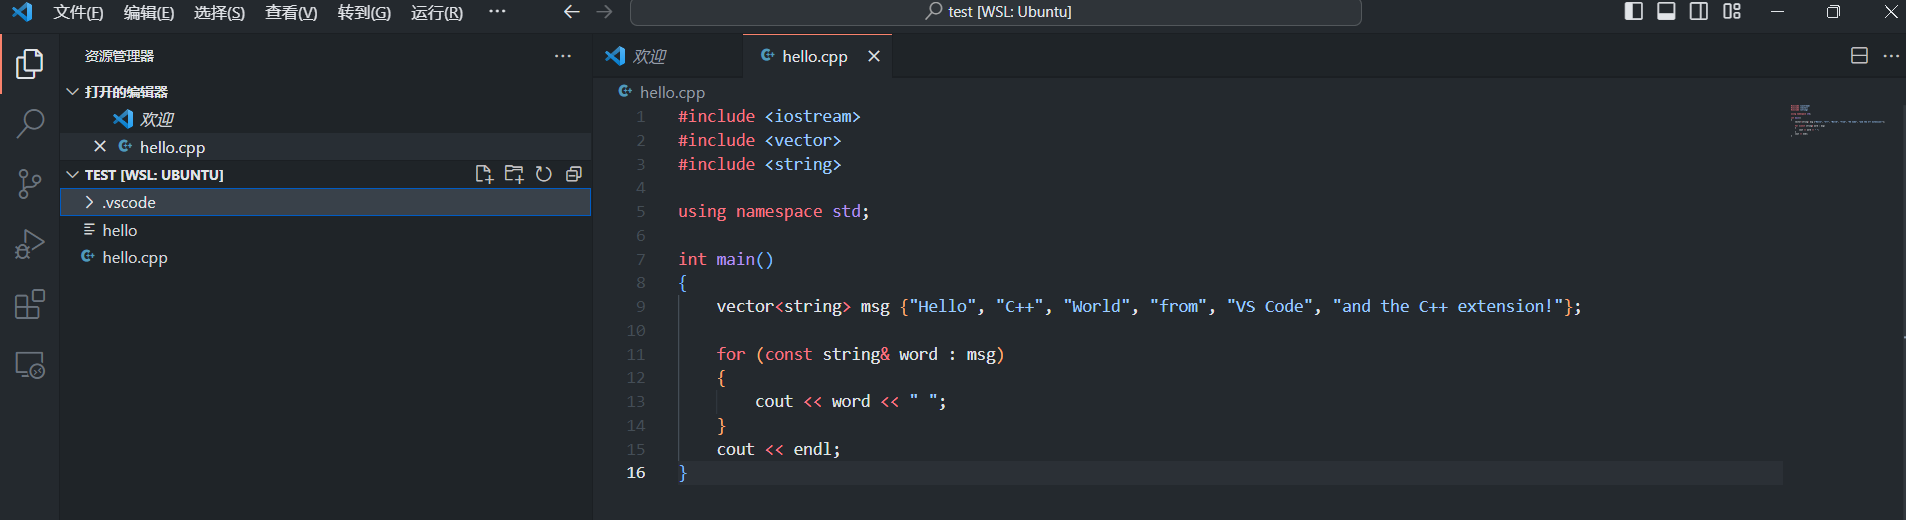 文件(F) 编辑(E) 选择(S) 查看(V) 转到(G) 运行(R) ··· test [WSL: Ubuntu]
资源管理器
打开的编辑器
欢迎
hello.cpp
TEST [WSL: UBUNTU]
.vscode
hello
hello.cpp
欢迎 hello.cpp
hello.cpp
1 #include <iostream>
2 #include <vector>
3 #include <string>
4
5 using namespace std;
6
7 int main()
8 {
9 vector<string> msg {"Hello", "C++", "World", "from", "VS Code", "and the C++ extension!"};
10
11 for (const string& word : msg)
12 {
13 cout << word << " ";
14 }
15 cout << endl;
16 }